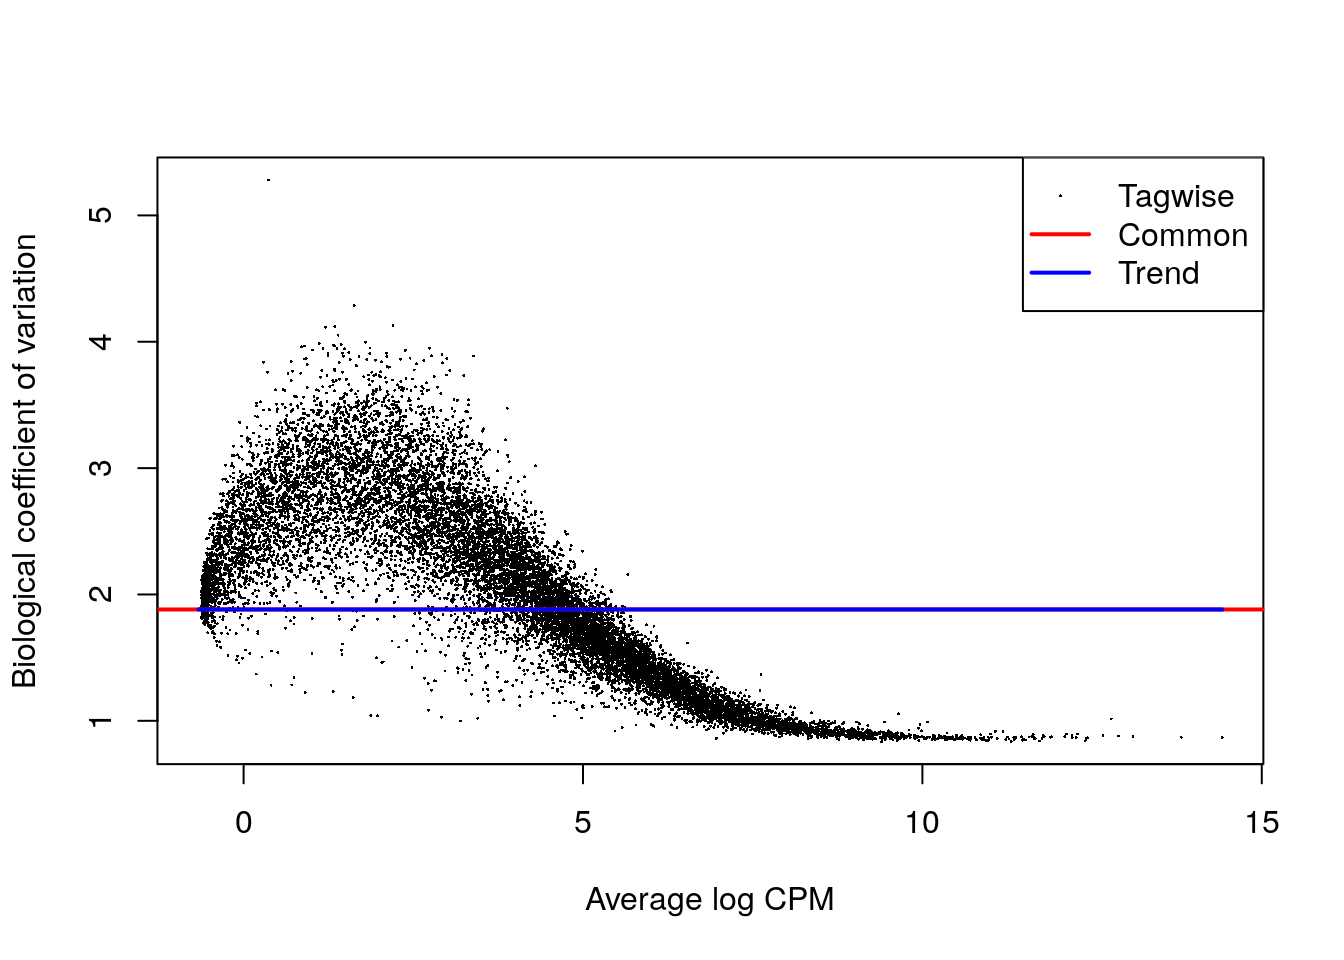 Tagwise
Common
Trend
Biological coefficient of variation
5
4
3
2
1
0 5 10 15
Average log CPM